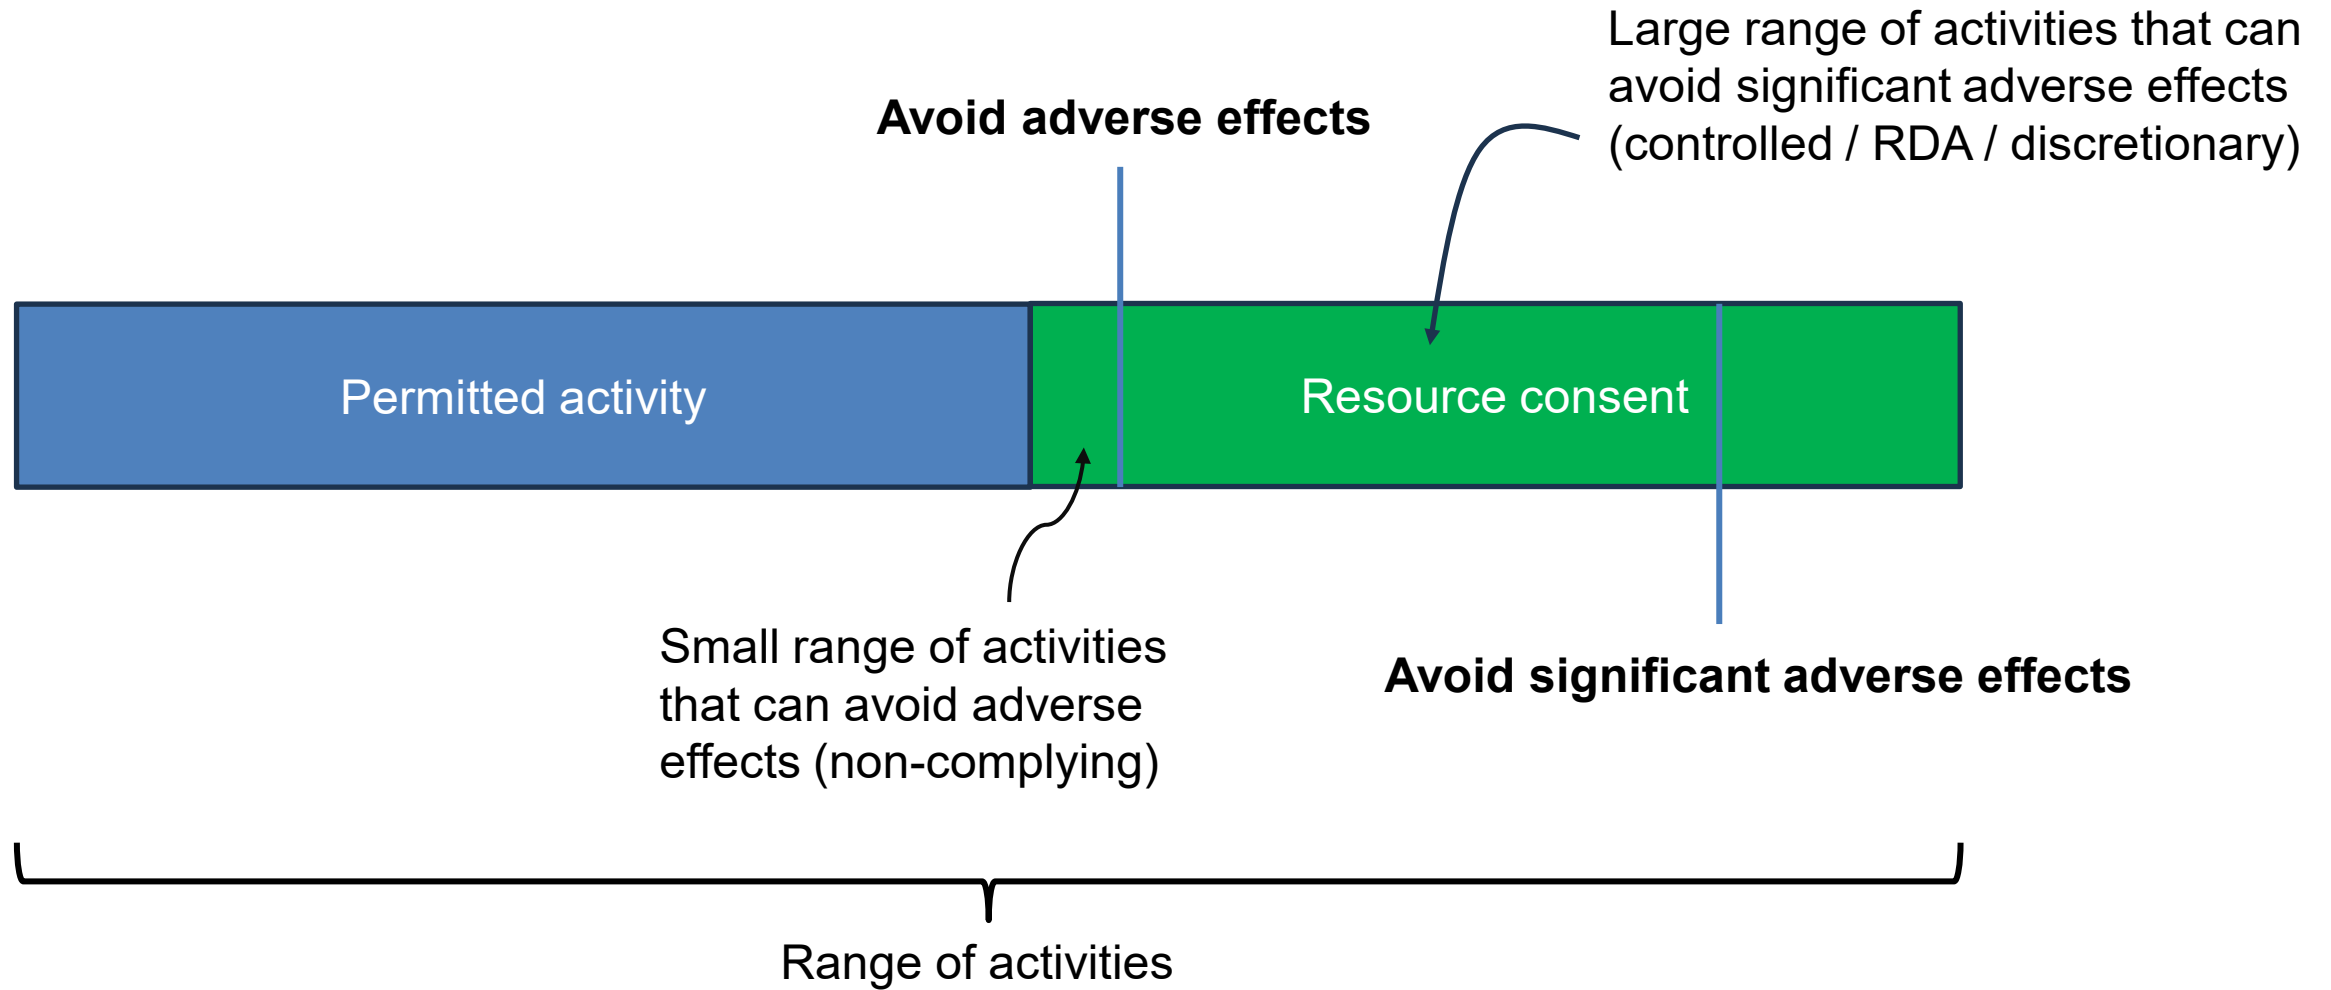 Large range of activities that can
avoid significant adverse effects
(controlled / RDA / discretionary)
Avoid adverse effects
Permitted activity
Resource consent
Small range of activities
that can avoid adverse
effects (non-complying)
Avoid significant adverse effects
Range of activities